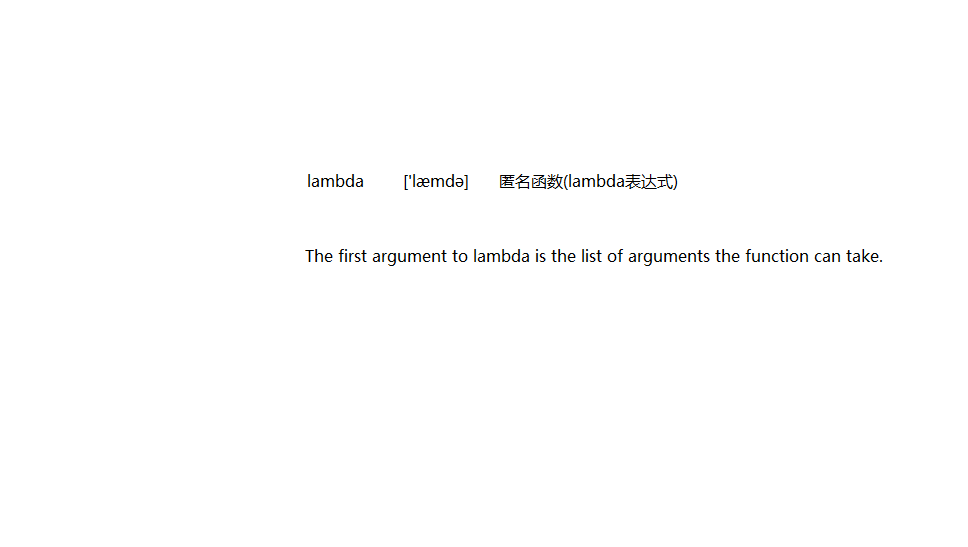 lambda ['læmdə] 匿名函数(lambda表达式)
The first argument to lambda is the list of arguments the function can take.